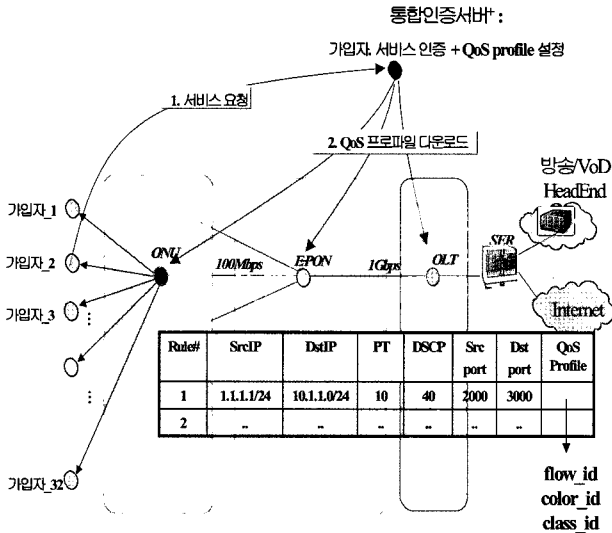 통합인증서버+ :
가입자. 서비스 인증 + QoS profile 설정
1. 서비스 요청
2. QoS 프로파일 다운로드
방송/VoD
HeadEnd
가입자_1
가입자_2
가입자_3
가입자_32
ONU
100Mbps
E-PON
1Gbps
OLT
SER
Internet
Rule# SrcIP DstIP PT DSCP Src port Dst port QoS Profile
1 1.1.1.1/24 10.1.1.0/24 10 40 2000 3000
2 .. .. .. .. .. ..
flow_id
color_id
class_id